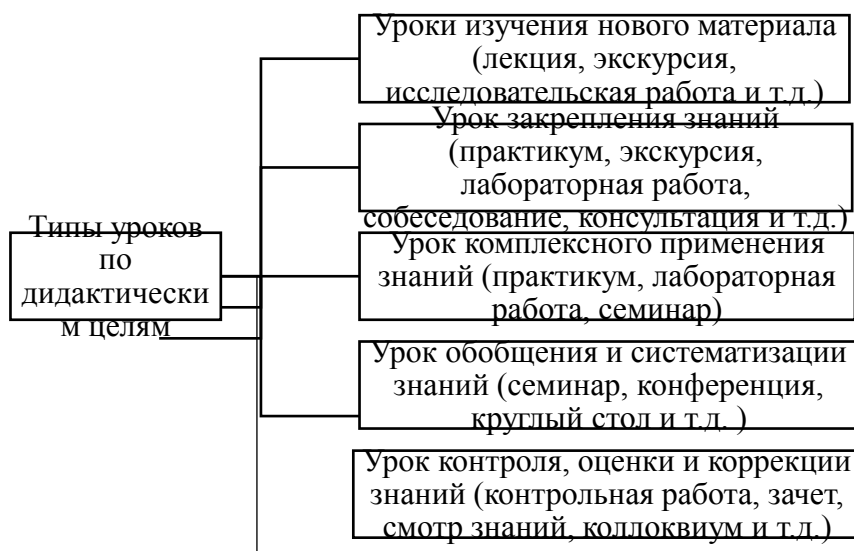 Типы уроков
по
дидактически
м целям
Уроки изучения нового материала
(лекция, экскурсия,
исследовательская работа и т.д.)
Урок закрепления знаний
(практикум, экскурсия,
лабораторная работа,
собеседование, консультация и т.д.)
Урок комплексного применения
знаний (практикум, лабораторная
работа, семинар)
Урок обобщения и систематизации
знаний (семинар, конференция,
круглый стол и т.д. )
Урок контроля, оценки и коррекции
знаний (контрольная работа, зачет,
смотр знаний, коллоквиум и т.д.)